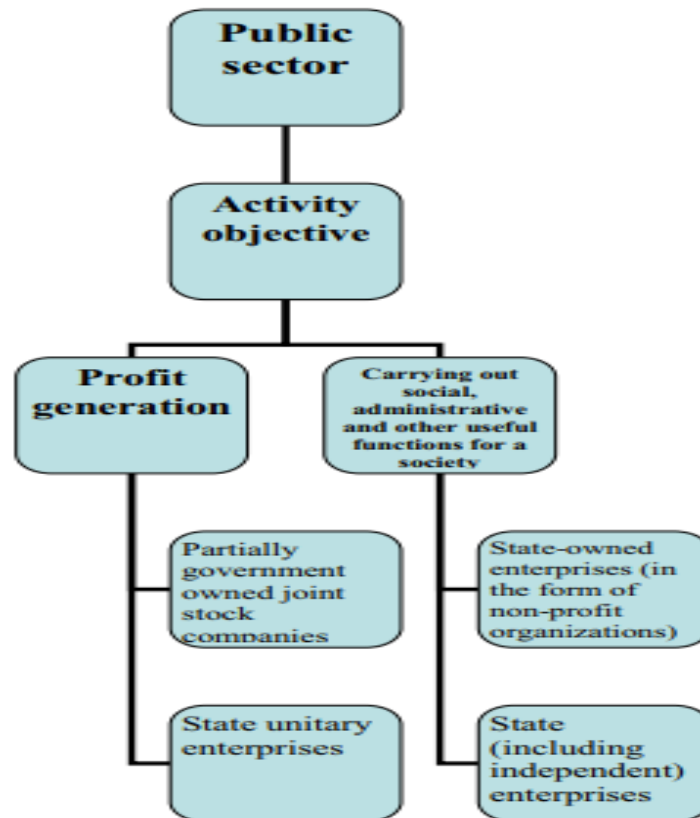 Public
sector
Activity
objective
Profit
generation
Carrying out
social,
administrative
and other useful
functions for a
society
Partially
government
owned joint
stock
companies
State-owned
enterprises (in
the form of
non-profit
organizations)
State unitary
enterprises
State
(including
independent)
enterprises